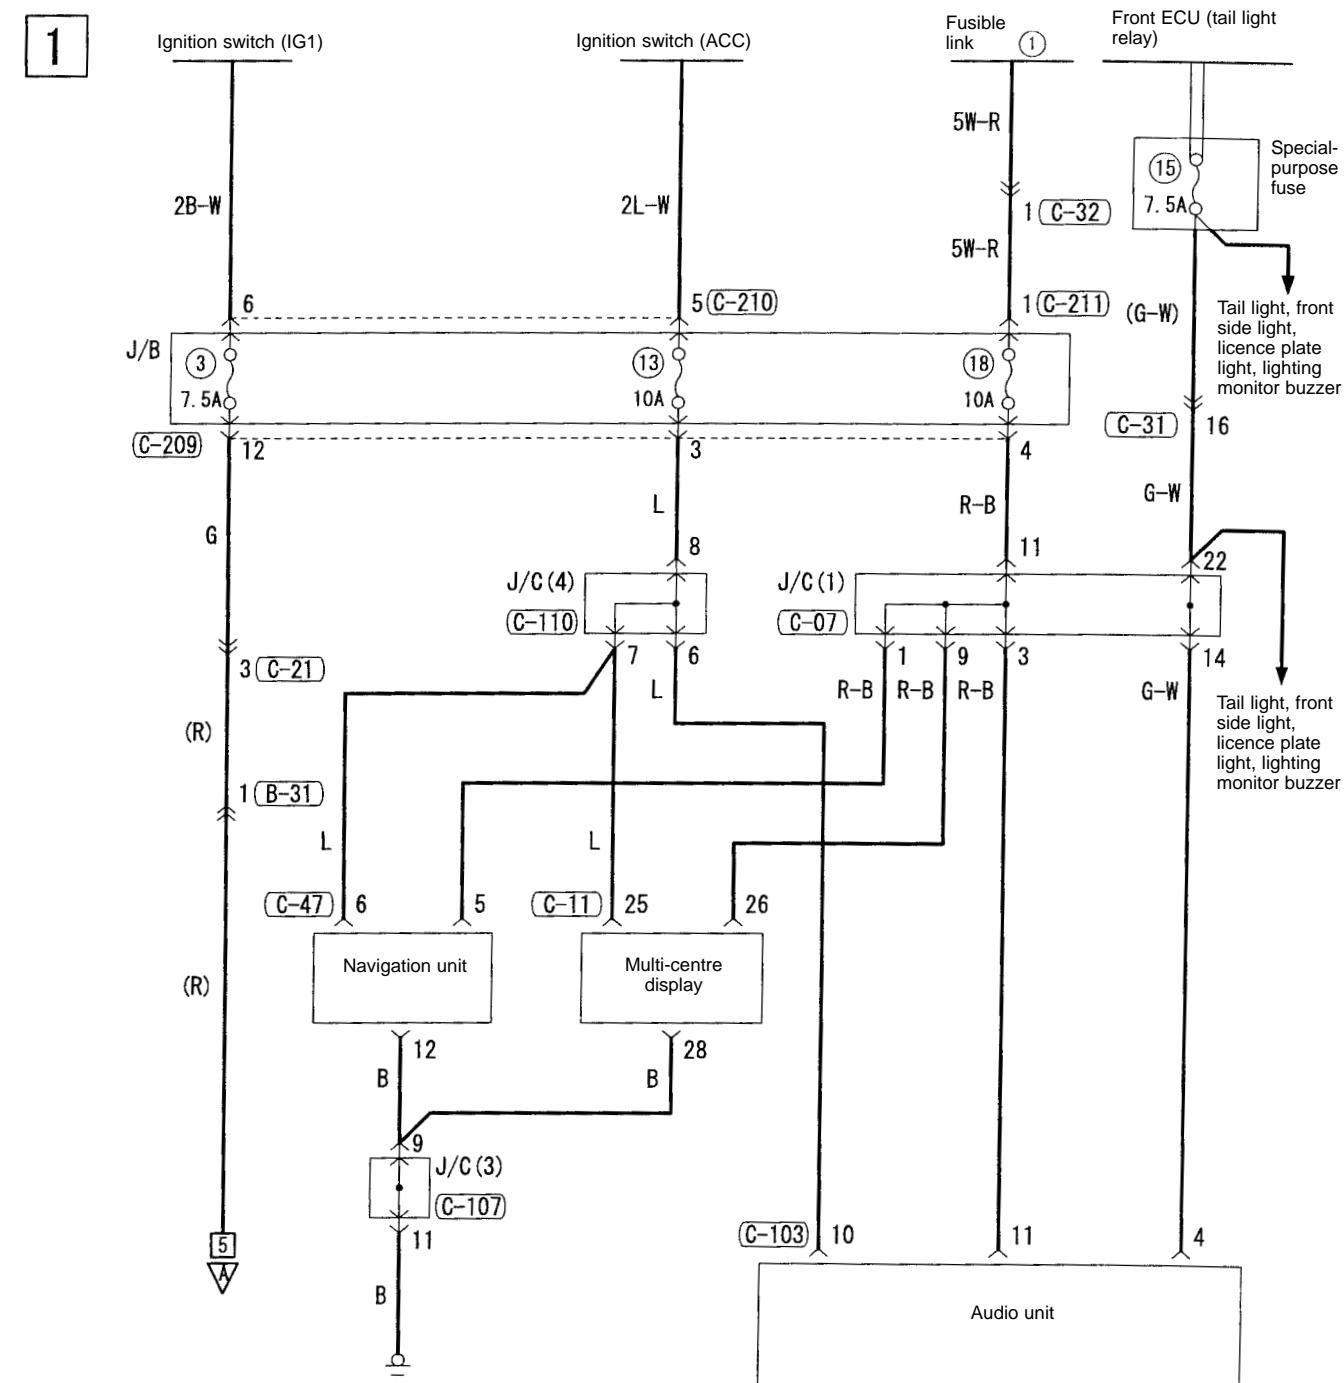 1
Ignition switch (IG1)
Ignition switch (ACC)
Fusible
link
1
Front ECU (tail light
relay)
5W-R
Special-
purpose
fuse
15
7.5A
2B-W
2L-W
1
C-32
5W-R
6
5
C-210
1
C-211
(G-W)
Tail light, front
side light,
licence plate
light, lighting
monitor buzzer
J/B
3
7.5A
13
10A
18
10A
C-209
12
3
4
C-31
16
G
L
R-B
G-W
8
11
22
J/C(4)
C-110
J/C(1)
C-07
7
6
1
9
3
14
3
C-21
L
R-B
R-B
R-B
G-W
Tail light, front
side light,
licence plate
light, lighting
monitor buzzer
(R)
1
B-31
L
L
C-47
6
5
C-11
25
26
Navigation unit
Multi-centre
display
(R)
12
28
B
B
9
J/C(3)
C-107
11
5
A
C-103
10
11
4
B
Audio unit